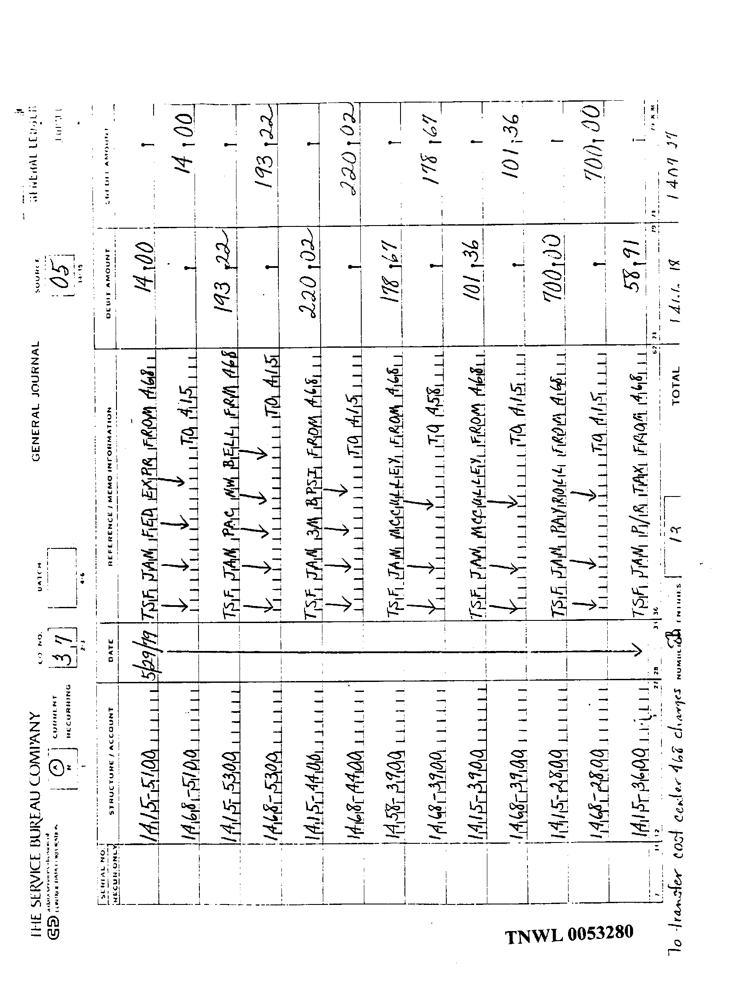 THE SERVICE BUREAU COMPANY
GENERAL JOURNAL
GENERAL LEDGER
CURRENT
RECURRING
CO NO.
37
2-3
BATCH
4-6
SOURCE
05
14-15
SERIAL NO. STRUCTURE / ACCOUNT DATE REFERENCE / MEMO INFORMATION DEBIT AMOUNT CREDIT AMOUNT
RECUR ONLY
1415-5100 5/29/79 TSF JAN FED EXPR FROM 468 14,00 -
1468-5100 ↓ ↓ ↓ ↓ TO 415 - 14,00
1415-5300 TSF JAN PAC NW BELL FRM 468 193,22 -
1468-5300 ↓ ↓ ↓ ↓ TO 415 - 193,22
1415-4400 TSF JAN 3M BPSI FROM 468 220,02 -
1468-4400 ↓ ↓ ↓ ↓ TO 415 - 220,02
1458-3900 TSF JAN MCCULLEY FROM 468 178,67 -
1468-3900 ↓ ↓ ↓ ↓ TO 458 - 178,67
1415-3900 TSF JAN MCCULLEY FROM 468 101,36 -
1468-3900 ↓ ↓ ↓ ↓ TO 415 - 101,36
1415-2800 TSF JAN PAYROLL FROM 468 700,00 -
1468-2800 ↓ ↓ ↓ ↓ TO 415 - 700,00
1415-3600 TSF JAN P/R TAX FROM 468 58,91 -
To transfer cost center 468 charges
NUMBER OF ENTRIES 13 TOTAL
TNWL 0053280